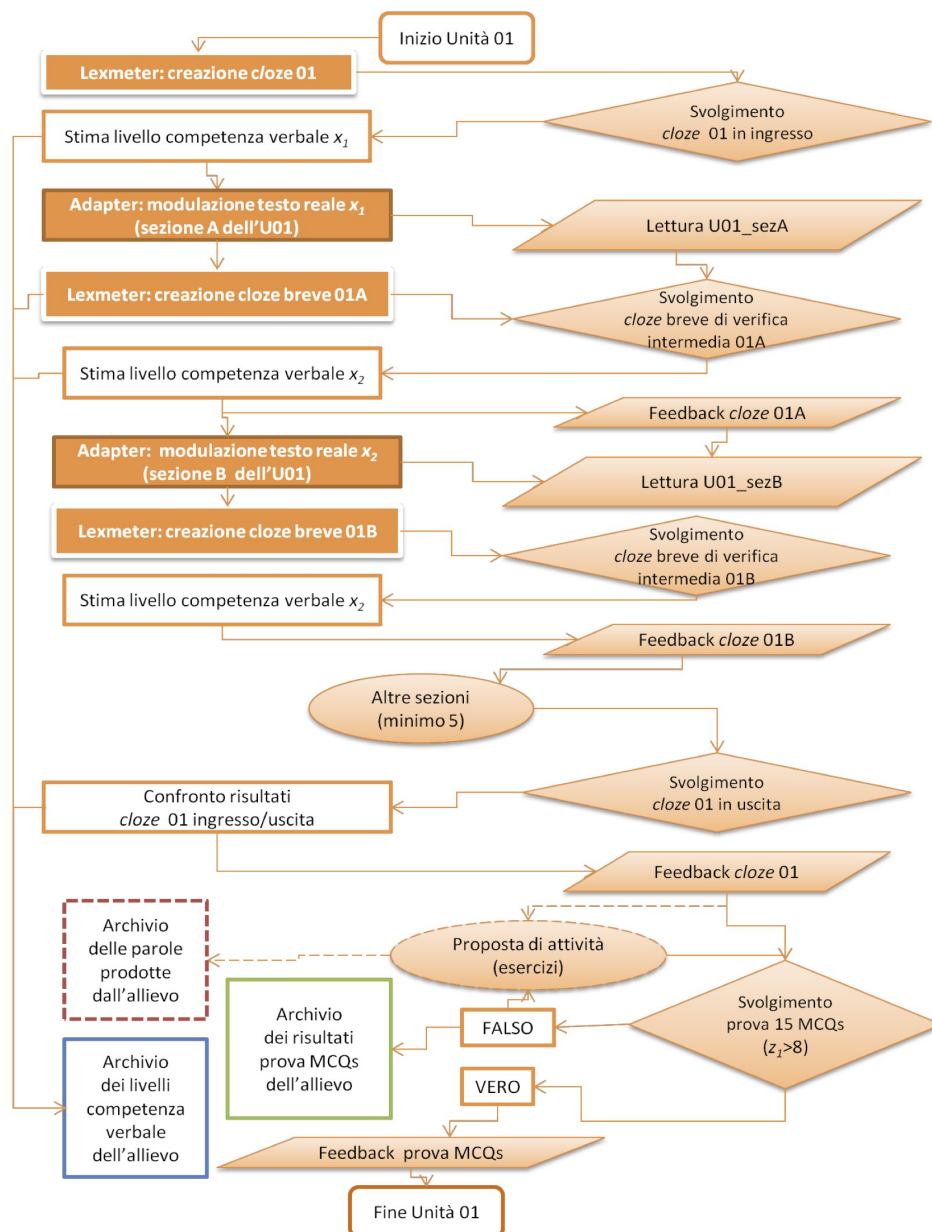 Inizio Unità 01
Lexmeter: creazione cloze 01
Svolgimento
cloze 01 in ingresso
Stima livello competenza verbale x1
Adapter: modulazione testo reale x1
(sezione A dell'U01)
Lettura U01_sezA
Lexmeter: creazione cloze breve 01A
Svolgimento
cloze breve di verifica
intermedia 01A
Stima livello competenza verbale x2
Feedback cloze 01A
Adapter: modulazione testo reale x2
(sezione B dell'U01)
Lettura U01_sezB
Lexmeter: creazione cloze breve 01B
Svolgimento
cloze breve di verifica
intermedia 01B
Stima livello competenza verbale x2
Feedback cloze 01B
Altre sezioni
(minimo 5)
Svolgimento
cloze 01 in uscita
Confronto risultati
cloze 01 ingresso/uscita
Feedback cloze 01
Archivio
delle parole
prodotte
dall'allievo
Proposta di attività
(esercizi)
Svolgimento
prova 15 MCQs
(z1>8)
Archivio
dei risultati
prova MCQs
dell'allievo
FALSO
Archivio
dei livelli
competenza
verbale
dell'allievo
VERO
Feedback prova MCQs
Fine Unità 01